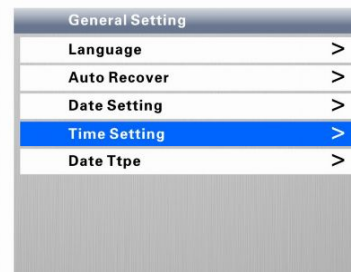 General Setting
Language >
Auto Recover >
Date Setting >
Time Setting >
Date Ttpe >